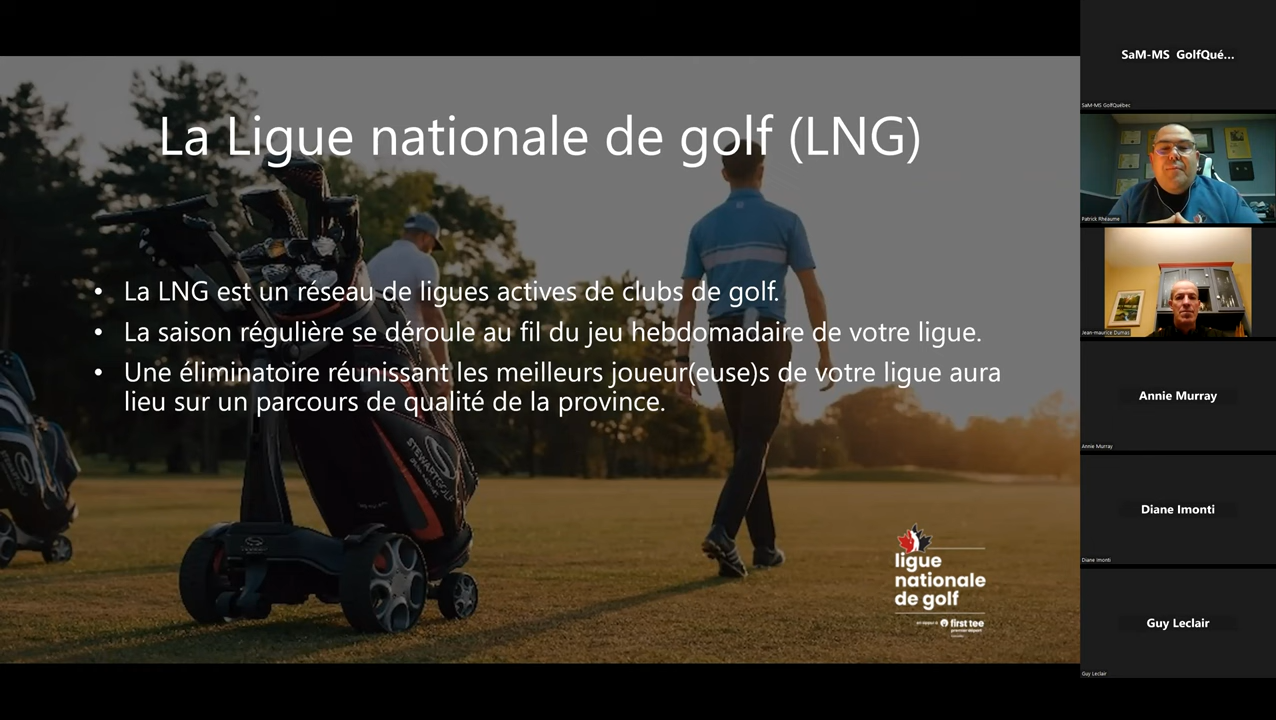 La Ligue nationale de golf (LNG)
• La LNG est un réseau de ligues actives de clubs de golf.
• La saison régulière se déroule au fil du jeu hebdomadaire de votre ligue.
• Une éliminatoire réunissant les meilleurs joueur(euse)s de votre ligue aura
lieu sur un parcours de qualité de la province.
STEWARTGOLF
ligue
nationale
de golf
first tee
premier départ
SaM-MS GolfQué...
SaM-MS GolfQuébec
Patrick Rhéaume
Jean-maurice Dumas
Annie Murray
Annie Murray
Diane Imonti
Diane Imonti
Guy Leclair
Guy Leclair